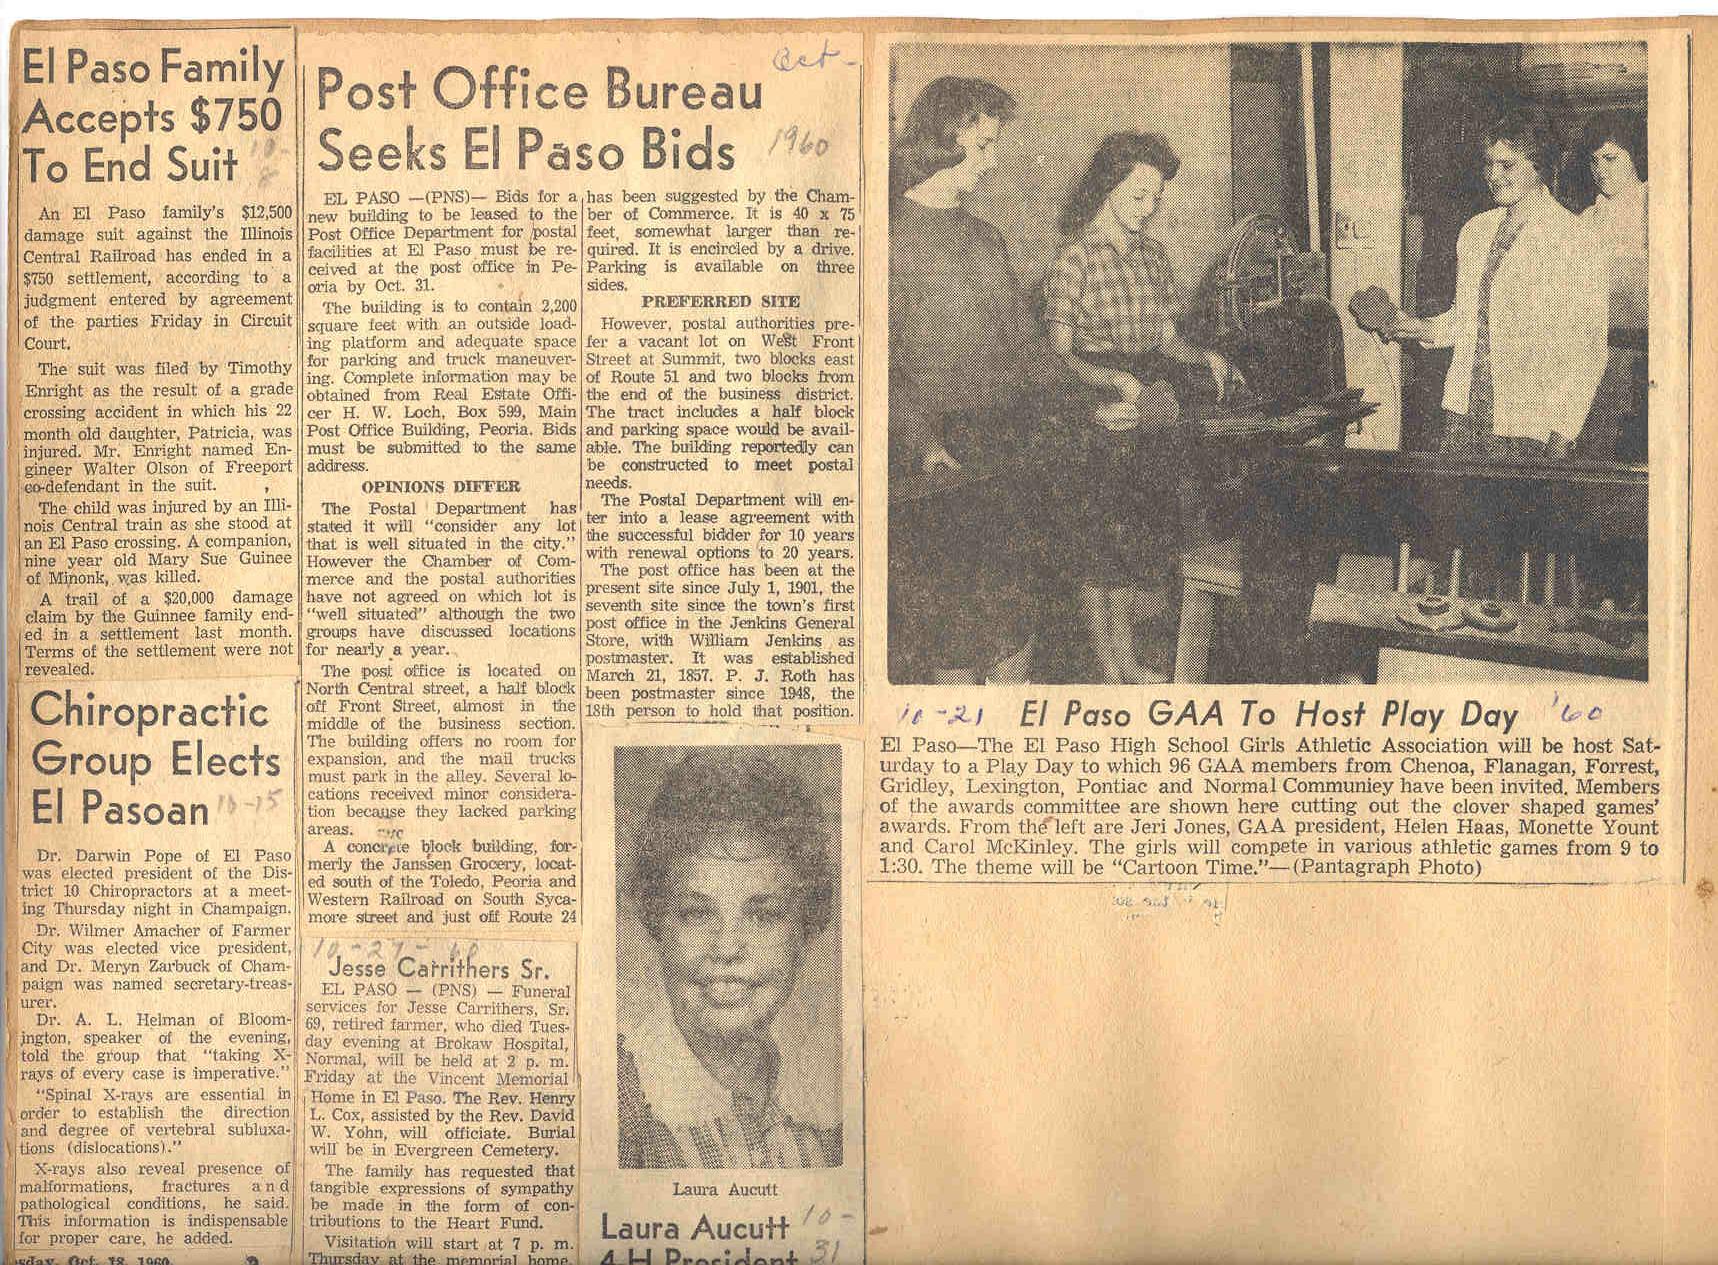 El Paso Family
Accepts $750
To End Suit
10-
8
An El Paso family's $12,500
damage suit against the Illinois
Central Railroad has ended in a
$750 settlement, according to a
judgment entered by agreement
of the parties Friday in Circuit
Court.
The suit was filed by Timothy
Enright as the result of a grade
crossing accident in which his 22
month old daughter, Patricia, was
injured. Mr. Enright named En-
gineer Walter Olson of Freeport
co-defendant in the suit.
The child was injured by an Illi-
nois Central train as she stood at
an El Paso crossing. A companion,
nine year old Mary Sue Guinee
of Minonk, was killed.
A trail of a $20,000 damage
claim by the Guinnee family end-
ed in a settlement last month.
Terms of the settlement were not
revealed.
Chiropractic
Group Elects
El Pasoan
10-15
Dr. Darwin Pope of El Paso
was elected president of the Dis-
trict 10 Chiropractors at a meet-
ing Thursday night in Champaign.
Dr. Wilmer Amacher of Farmer
City was elected vice president,
and Dr. Meryn Zarbuck of Cham-
paign was named secretary-treas-
urer.
Dr. A. L. Helman of Bloom-
ington, speaker of the evening,
told the group that "taking X-
rays of every case is imperative."
"Spinal X-rays are essential in
order to establish the direction
and degree of vertebral subluxa-
tions (dislocations)."
X-rays also reveal presence of
malformations, fractures and
pathological conditions, he said.
This information is indispensable
for proper care, he added.
Oct. 18, 1960.
Post Office Bureau
Seeks El Paso Bids
Oct-
1960
EL PASO —(PNS)— Bids for a
new building to be leased to the
Post Office Department for postal
facilities at El Paso must be re-
ceived at the post office in Pe-
oria by Oct. 31.
The building is to contain 2,200
square feet with an outside load-
ing platform and adequate space
for parking and truck maneuver-
ing. Complete information may be
obtained from Real Estate Offi-
cer H. W. Loch, Box 599, Main
Post Office Building, Peoria. Bids
must be submitted to the same
address.
OPINIONS DIFFER
The Postal Department has
stated it will "consider any lot
that is well situated in the city."
However the Chamber of Com-
merce and the postal authorities
have not agreed on which lot is
"well situated" although the two
groups have discussed locations
for nearly a year.
The post office is located on
North Central street, a half block
off Front Street, almost in the
middle of the business section.
The building offers no room for
expansion, and the mail trucks
must park in the alley. Several lo-
cations received minor considera-
tion because they lacked parking
areas.
A concrete block building, for-
merly the Janssen Grocery, locat-
ed south of the Toledo, Peoria and
Western Railroad on South Syca-
more street and just off Route 24
has been suggested by the Cham-
ber of Commerce. It is 40 x 75
feet, somewhat larger than re-
quired. It is encircled by a drive.
Parking is available on three
sides.
PREFERRED SITE
However, postal authorities pre-
fer a vacant lot on West Front
Street at Summit, two blocks east
of Route 51 and two blocks from
the end of the business district.
The tract includes a half block
and parking space would be avail-
able. The building reportedly can
be constructed to meet postal
needs.
The Postal Department will en-
ter into a lease agreement with
the successful bidder for 10 years
with renewal options to 20 years.
The post office has been at the
present site since July 1, 1901, the
seventh site since the town's first
post office in the Jenkins General
Store, with William Jenkins as
postmaster. It was established
March 21, 1857. P. J. Roth has
been postmaster since 1948, the
18th person to hold that position.
10-27-60
Jesse Carrithers Sr.
EL PASO — (PNS) — Funeral
services for Jesse Carrithers, Sr.
69, retired farmer, who died Tues-
day evening at Brokaw Hospital,
Normal, will be held at 2 p. m.
Friday at the Vincent Memorial
Home in El Paso. The Rev. Henry
L. Cox, assisted by the Rev. David
W. Yohn, will officiate. Burial
will be in Evergreen Cemetery.
The family has requested that
tangible expressions of sympathy
be made in the form of con-
tributions to the Heart Fund.
Visitation will start at 7 p. m.
Thursday at the memorial home.
Laura Aucutt
Laura Aucutt
4-H President
10-
31
10-21 El Paso GAA To Host Play Day '60
El Paso—The El Paso High School Girls Athletic Association will be host Sat-
urday to a Play Day to which 96 GAA members from Chenoa, Flanagan, Forrest,
Gridley, Lexington, Pontiac and Normal Communiey have been invited. Members
of the awards committee are shown here cutting out the clover shaped games'
awards. From the left are Jeri Jones, GAA president, Helen Haas, Monette Yount
and Carol McKinley. The girls will compete in various athletic games from 9 to
1:30. The theme will be "Cartoon Time."—(Pantagraph Photo)